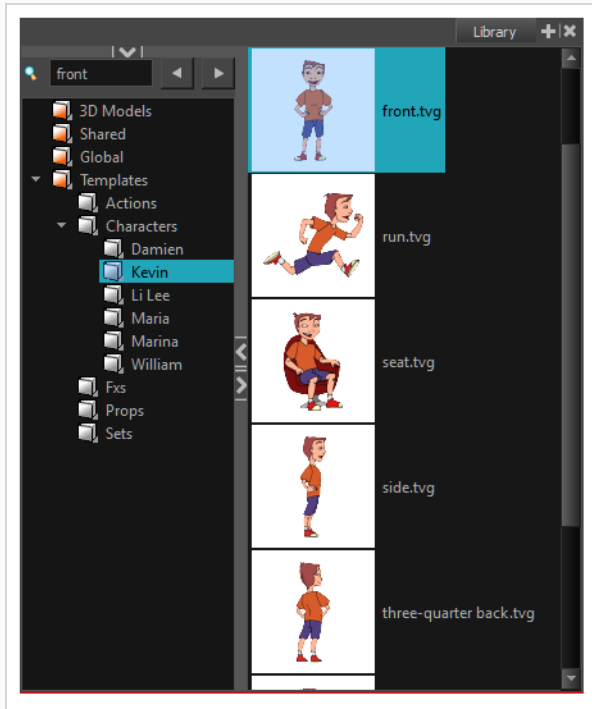 Library
front
3D Models
Shared
Global
Templates
Actions
Characters
Damien
Kevin
Li Lee
Maria
Marina
William
Fxs
Props
Sets
front.tvg
run.tvg
seat.tvg
side.tvg
three-quarter back.tvg